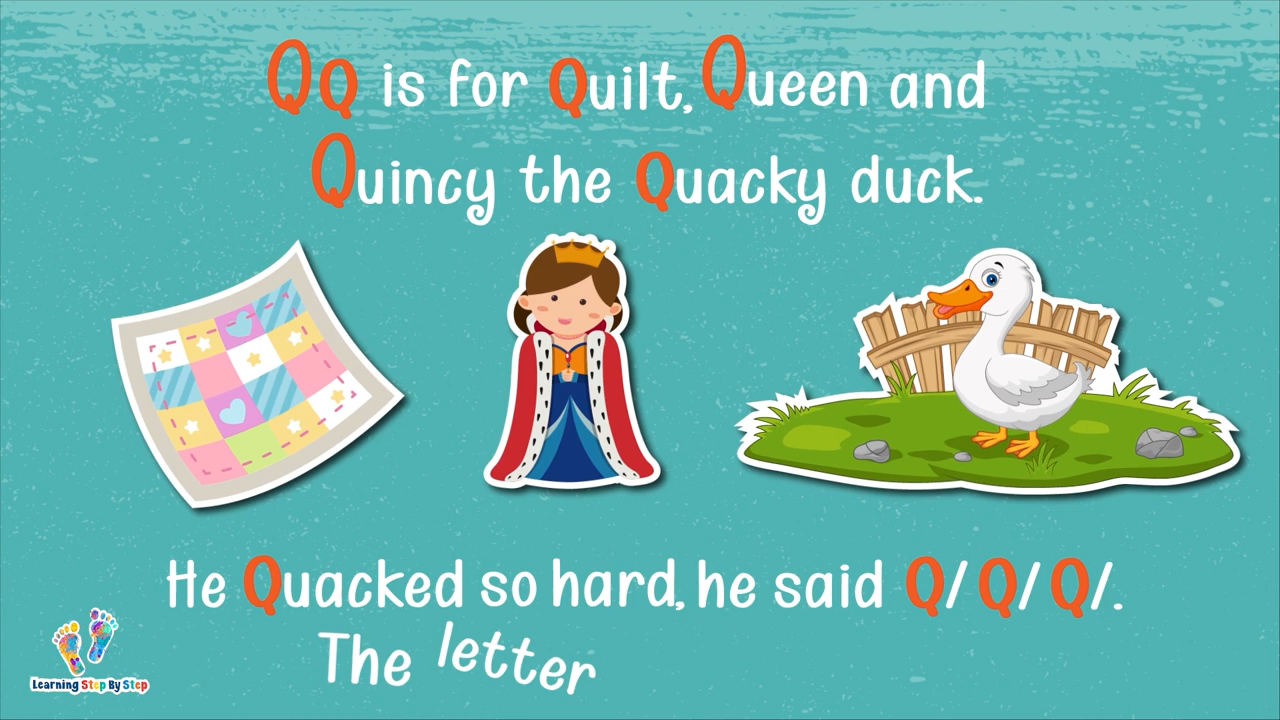 QQ is for Quilt, Queen and
Quincy the Quacky duck.
He Quacked so hard, he said Q/ Q/ Q/.
The letter
Learning Step By Step